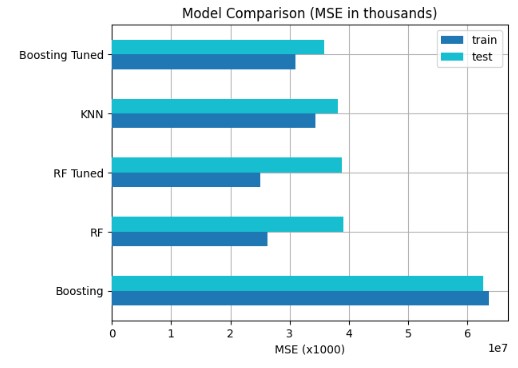 Model Comparison (MSE in thousands)
train
test
Boosting Tuned
KNN
RF Tuned
RF
Boosting
0 1 2 3 4 5 6
1e7
MSE (x1000)